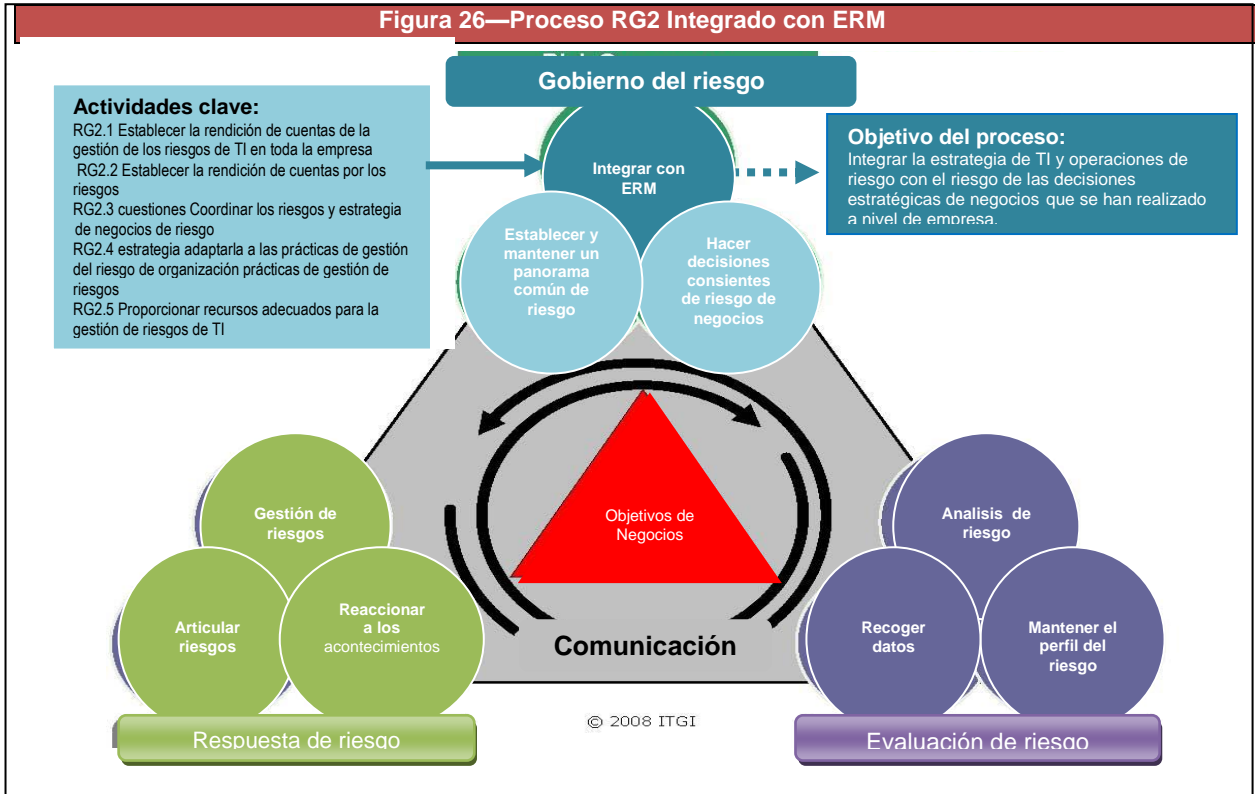 Figura 26—Proceso RG2 Integrado con ERM
Gobierno del riesgo
Actividades clave:
RG2.1 Establecer la rendición de cuentas de la
gestión de los riesgos de TI en toda la empresa
RG2.2 Establecer la rendición de cuentas por los
riesgos
RG2.3 cuestiones Coordinar los riesgos y estrategia
de negocios de riesgo
RG2.4 estrategia adaptarla a las prácticas de gestión
del riesgo de organización prácticas de gestión de
riesgos
RG2.5 Proporcionar recursos adecuados para la
gestión de riesgos de TI
Integrar con
ERM
Objetivo del proceso:
Integrar la estrategia de TI y operaciones de
riesgo con el riesgo de las decisiones
estratégicas de negocios que se han realizado
a nivel de empresa.
Establecer y
mantener un
panorama
común de
riesgo
Hacer
decisiones
consientes
de riesgo de
negocios
Objetivos de
Negocios
Gestión de
riesgos
Articular
riesgos
Reaccionar
a los
acontecimientos
Comunicación
Analisis de
riesgo
Recoger
datos
Mantener el
perfil del
riesgo
© 2008 ITGI
Respuesta de riesgo
Evaluación de riesgo